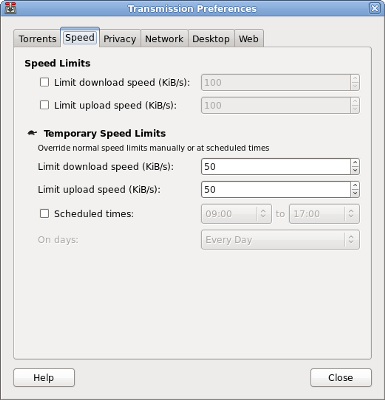 Transmission Preferences
Torrents Speed Privacy Network Desktop Web
Speed Limits
Limit download speed (KiB/s): 100
Limit upload speed (KiB/s): 100
Temporary Speed Limits
Override normal speed limits manually or at scheduled times
Limit download speed (KiB/s): 50
Limit upload speed (KiB/s): 50
Scheduled times: 09:00 to 17:00
On days: Every Day
Help Close